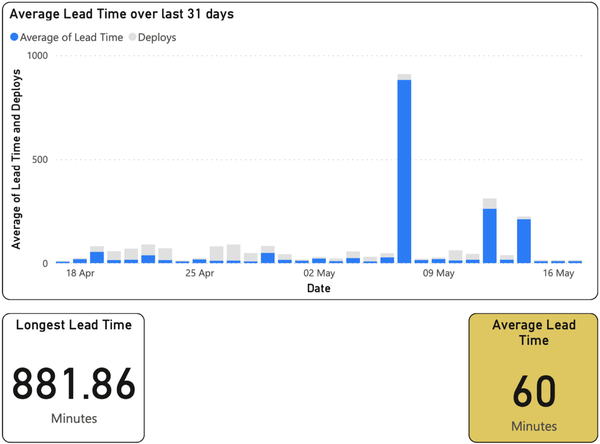 Average Lead Time over last 31 days
Average of Lead Time
Deploys
Average of Lead Time and Deploys
1000
500
0
18 Apr
25 Apr
02 May
09 May
16 May
Date
Longest Lead Time
881.86
Minutes
Average Lead
Time
60
Minutes